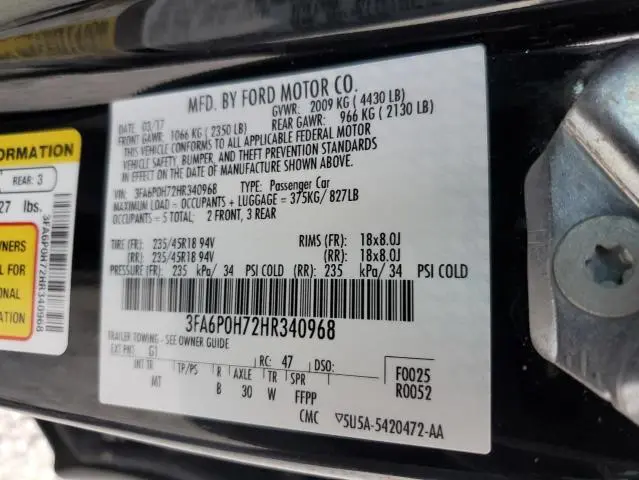 MFD. BY FORD MOTOR CO.
DATE 03/17 GVWR: 2009 KG ( 4430 LB)
FRONT GAWR: 1066 KG ( 2350 LB) REAR GAWR: 966 KG ( 2130 LB)
THIS VEHICLE CONFORMS TO ALL APPLICABLE FEDERAL MOTOR
VEHICLE SAFETY, BUMPER, AND THEFT PREVENTION STANDARDS
IN EFFECT ON THE DATE OF MANUFACTURE SHOWN ABOVE.
VIN: 3FA6P0H72HR340968 TYPE: Passenger Car
MAXIMUM LOAD = OCCUPANTS + LUGGAGE = 375KG/ 827LB
OCCUPANTS = 5 TOTAL: 2 FRONT, 3 REAR
TIRE (FR): 235/45R18 94V RIMS (FR): 18x8.0J
(RR): 235/45R18 94V (RR): 18x8.0J
PRESSURE (FR): 235 kPa/ 34 PSI COLD (RR): 235 kPa/ 34 PSI COLD
3FA6P0H72HR340968
TRAILER TOWING - SEE OWNER GUIDE
EXT PNT: G1 RC: 47 DSO:
INT TR TP/PS R AXLE TR SPR F0025
MT B 30 W FFPP R0052
CMC 5U5A-5420472-AA
FORMATION
REAR: 3
27 lbs.
OWNERS
L FOR
ONAL
ATION
3FA6P0H72HR340968